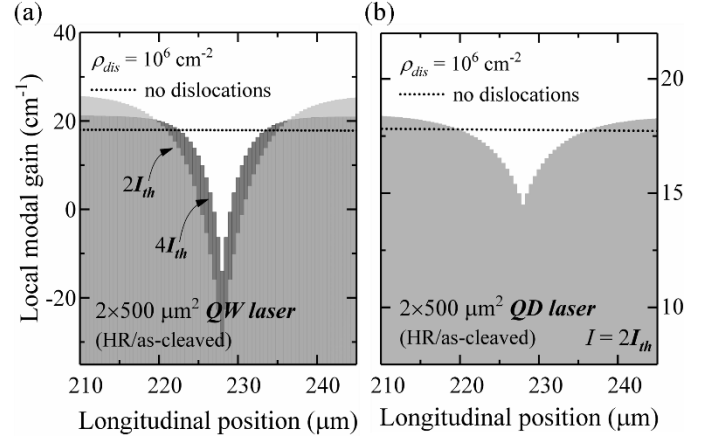 (a)
40
20
0
-20
Local modal gain (cm⁻¹)
ρdis = 10⁶ cm⁻²
no dislocations
2Ith
4Ith
2×500 μm² QW laser
(HR/as-cleaved)
210 220 230 240
Longitudinal position (μm)
(b)
ρdis = 10⁶ cm⁻²
no dislocations
20
15
10
2×500 μm² QD laser
(HR/as-cleaved) I = 2Ith
210 220 230 240
Longitudinal position (μm)